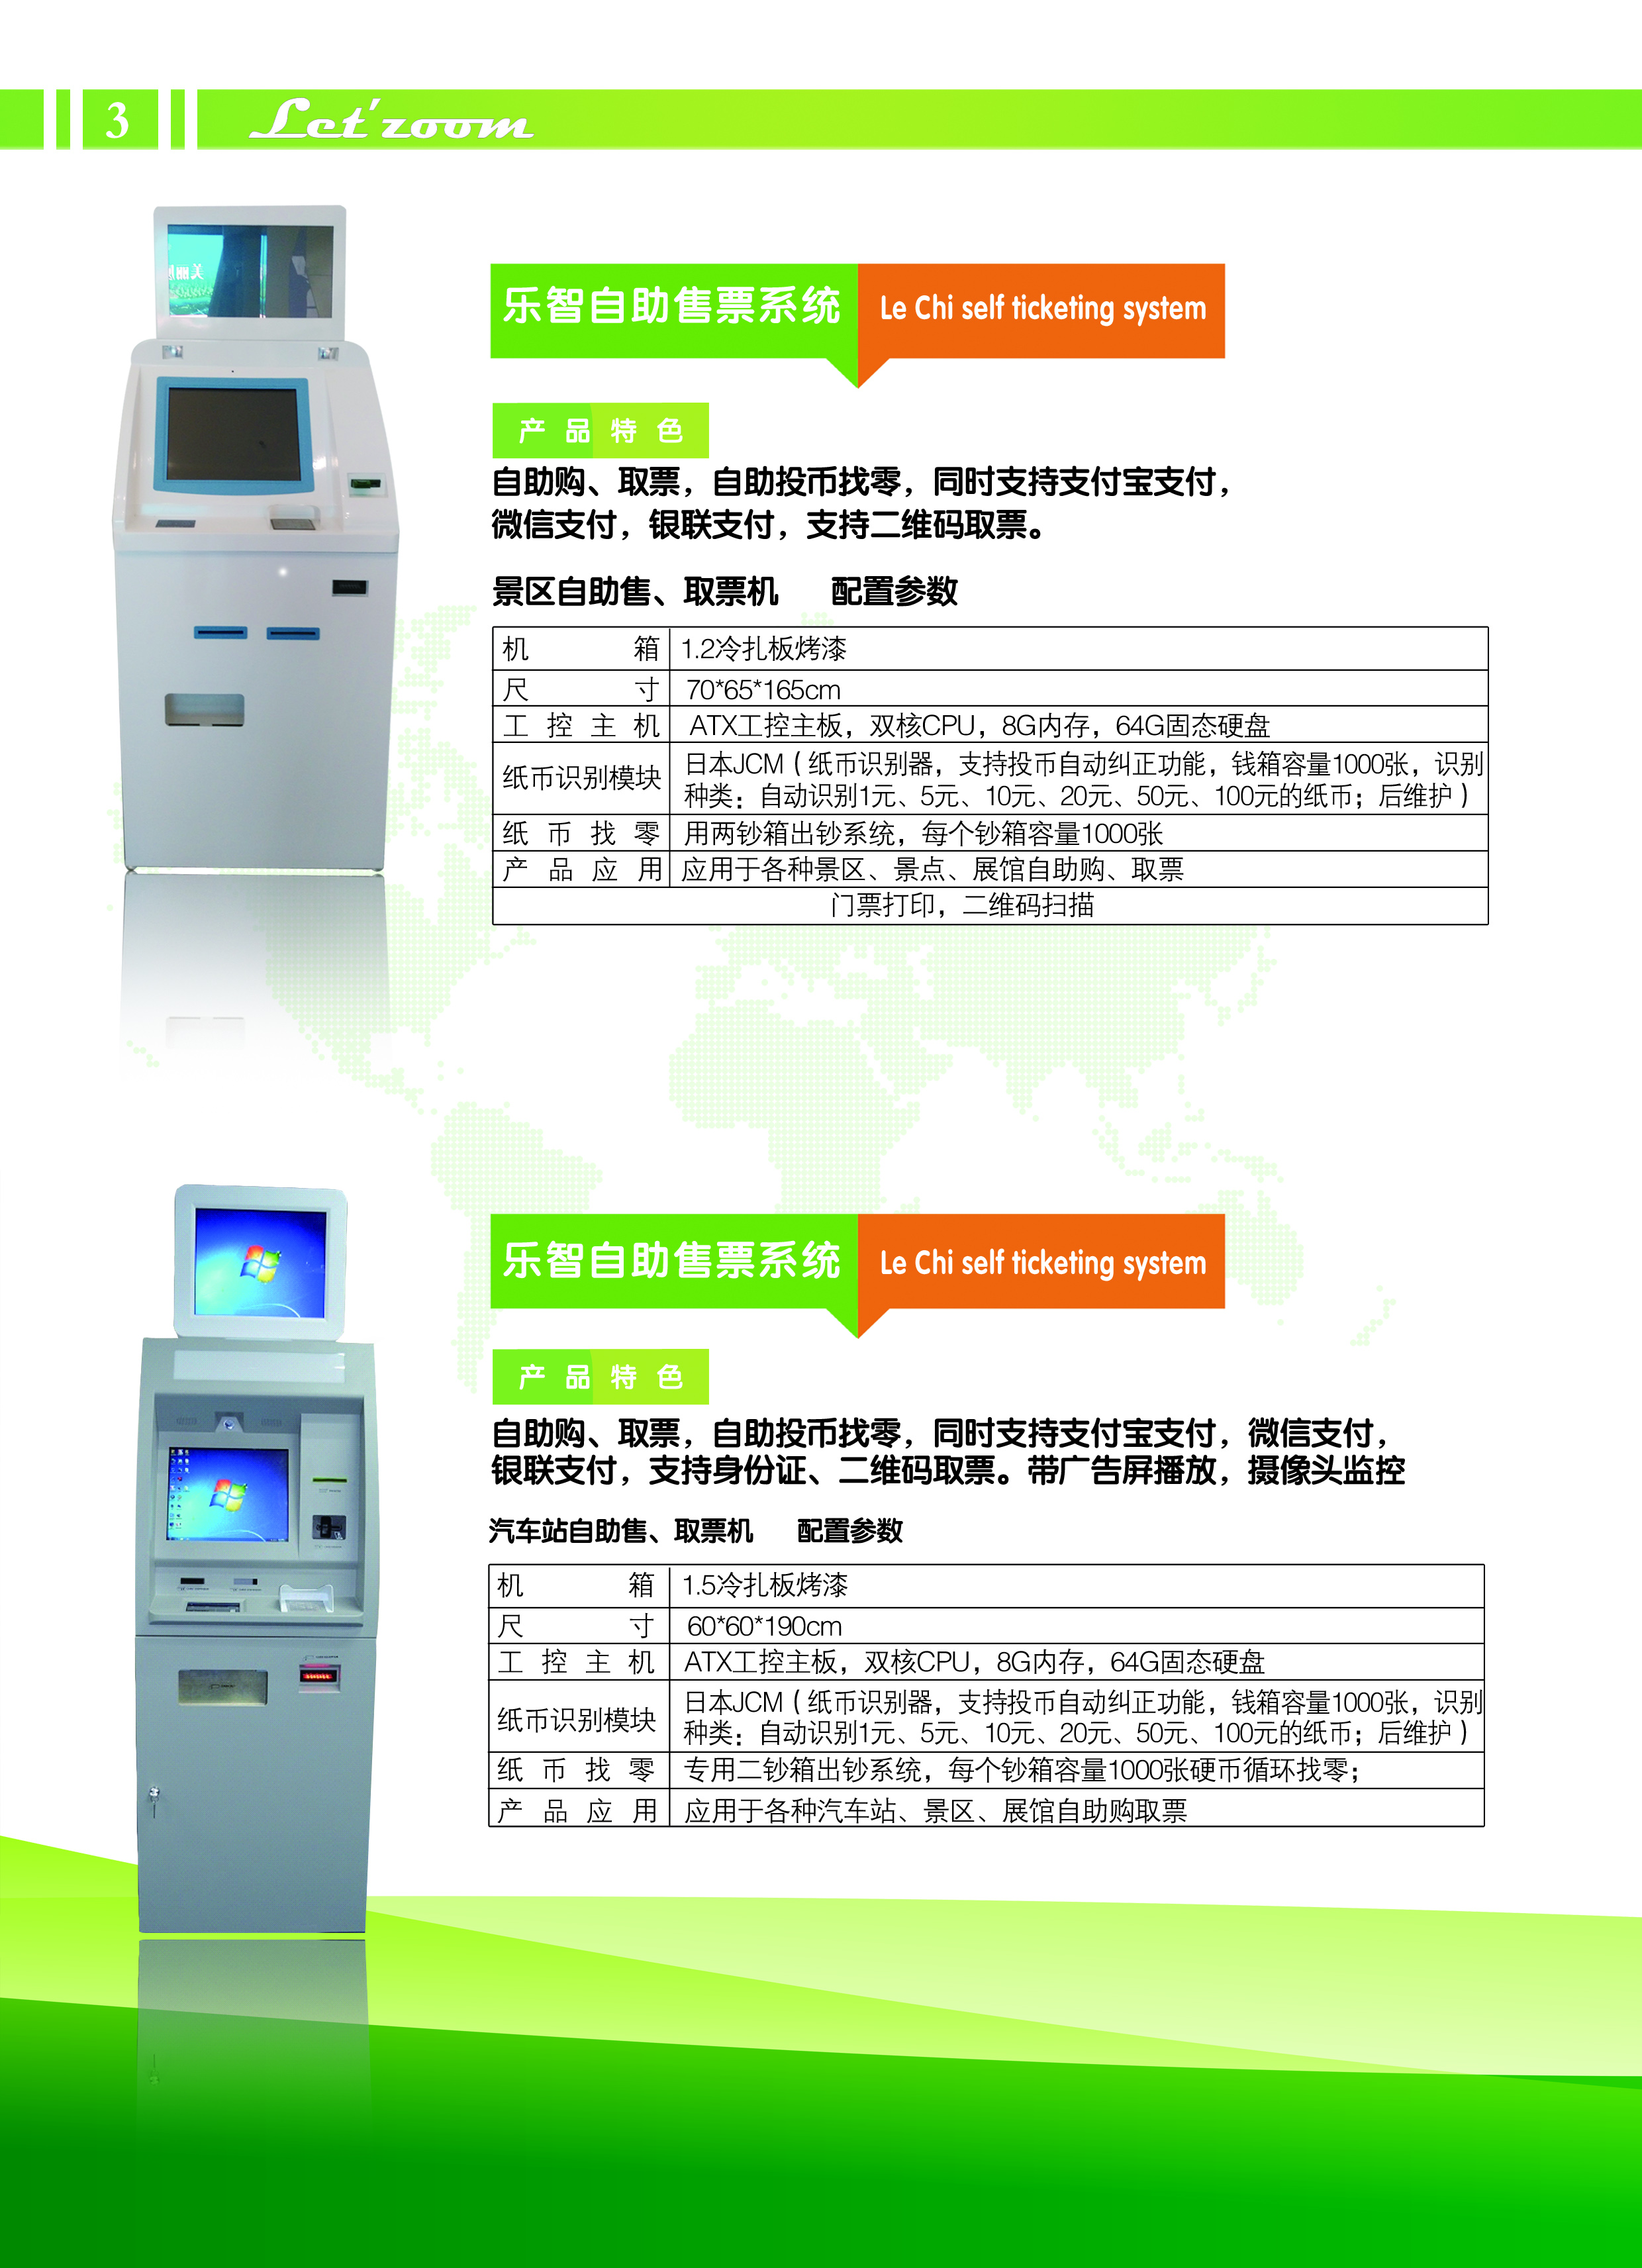 3
Let'zoom
乐智自助售票系统 Le Chi self ticketing system
产品特色
自助购、取票，自助投币找零，同时支持支付宝支付，
微信支付，银联支付，支持二维码取票。
景区自助售、取票机 配置参数
机箱 1.2冷扎板烤漆
尺寸 70*65*165cm
工控主机 ATX工控主板，双核CPU，8G内存，64G固态硬盘
纸币识别模块 日本JCM（纸币识别器，支持投币自动纠正功能，钱箱容量1000张，识别
种类：自动识别1元、5元、10元、20元、50元、100元的纸币；后维护）
纸币找零 用两钞箱出钞系统，每个钞箱容量1000张
产品应用 应用于各种景区、景点、展馆自助购、取票
门票打印，二维码扫描
乐智自助售票系统 Le Chi self ticketing system
产品特色
自助购、取票，自助投币找零，同时支持支付宝支付，微信支付，
银联支付，支持身份证、二维码取票。带广告屏播放，摄像头监控
汽车站自助售、取票机 配置参数
机箱 1.5冷扎板烤漆
尺寸 60*60*190cm
工控主机 ATX工控主板，双核CPU，8G内存，64G固态硬盘
纸币识别模块 日本JCM（纸币识别器，支持投币自动纠正功能，钱箱容量1000张，识别
种类：自动识别1元、5元、10元、20元、50元、100元的纸币；后维护）
纸币找零 专用二钞箱出钞系统，每个钞箱容量1000张硬币循环找零；
产品应用 应用于各种汽车站、景区、展馆自助购取票